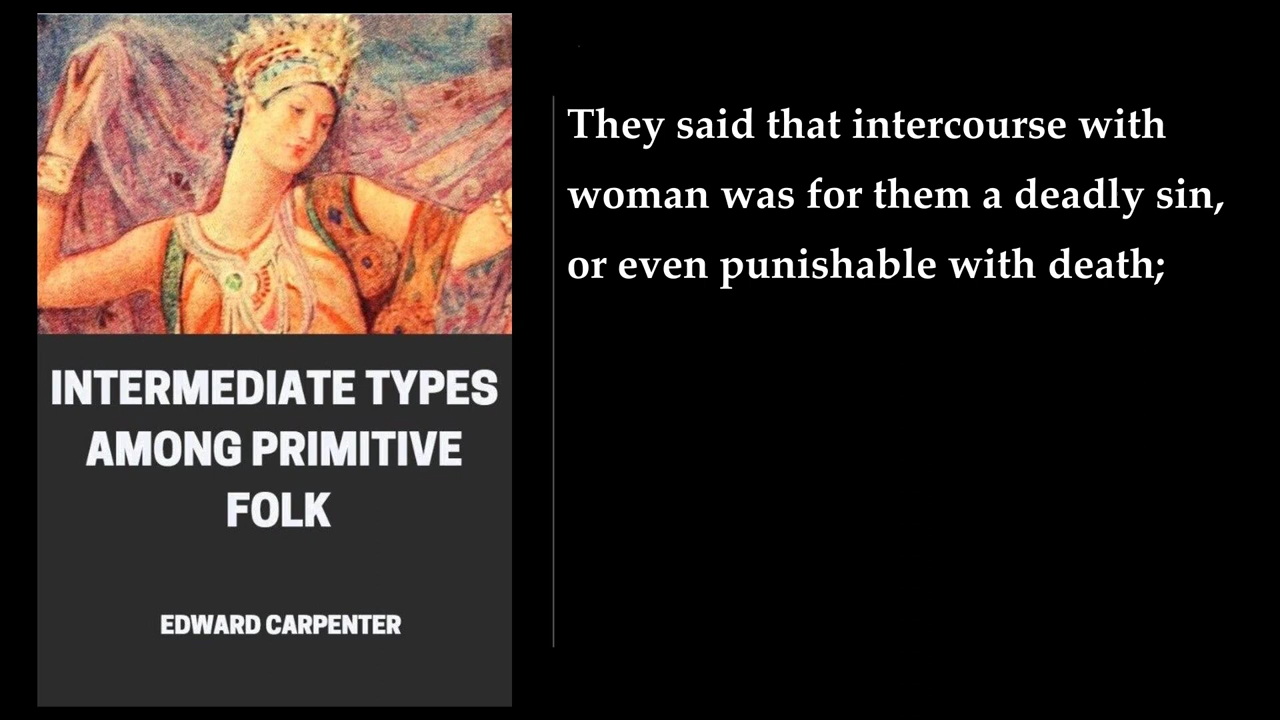 INTERMEDIATE TYPES
AMONG PRIMITIVE
FOLK
EDWARD CARPENTER
They said that intercourse with
woman was for them a deadly sin,
or even punishable with death;